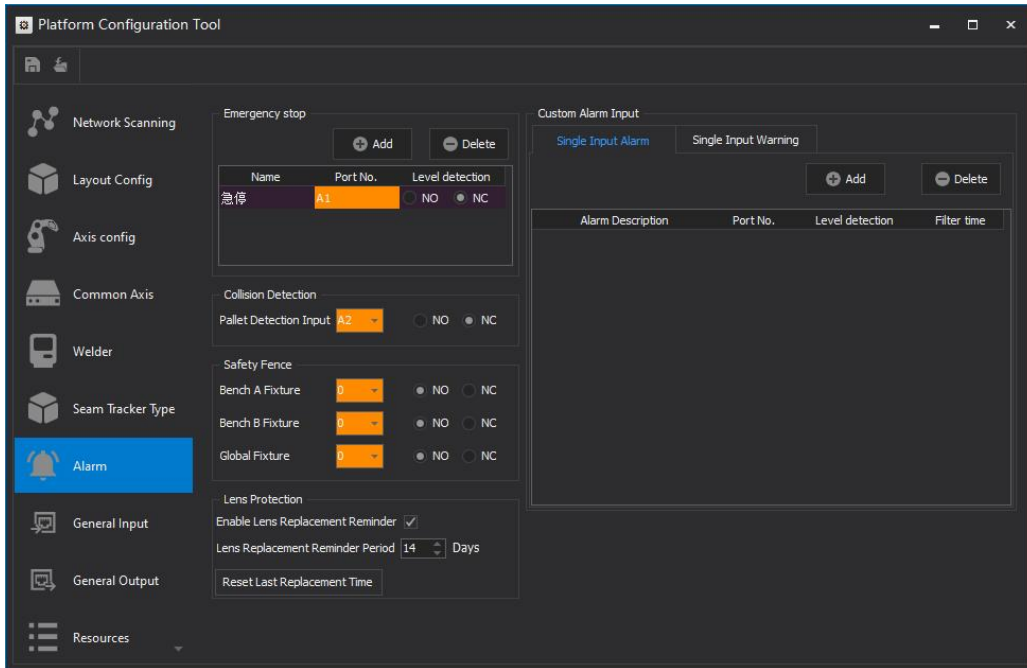 Platform Configuration Tool
Network Scanning
Layout Config
Axis config
Common Axis
Welder
Seam Tracker Type
Alarm
General Input
General Output
Resources
Emergency stop
Add Delete
Name Port No. Level detection
急停 A1 NO NC
Collision Detection
Pallet Detection Input A2 NO NC
Safety Fence
Bench A Fixture 0 NO NC
Bench B Fixture 0 NO NC
Global Fixture 0 NO NC
Lens Protection
Enable Lens Replacement Reminder
Lens Replacement Reminder Period 14 Days
Reset Last Replacement Time
Custom Alarm Input
Single Input Alarm Single Input Warning
Add Delete
Alarm Description Port No. Level detection Filter time